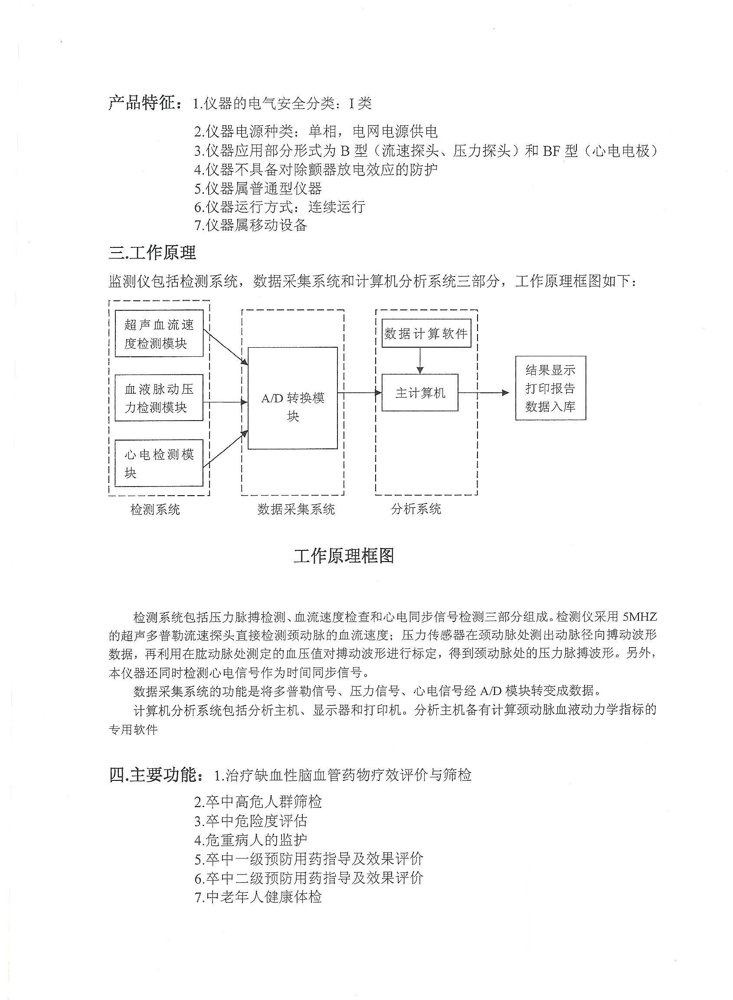 产品特征：1.仪器的电气安全分类：I 类
2.仪器电源种类：单相，电网电源供电
3.仪器应用部分形式为 B 型（流速探头、压力探头）和 BF 型（心电电极）
4.仪器不具备对除颤器放电效应的防护
5.仪器属普通型仪器
6.仪器运行方式：连续运行
7.仪器属移动设备
三.工作原理
监测仪包括检测系统，数据采集系统和计算机分析系统三部分，工作原理框图如下：
超声血流速
度检测模块
血液脉动压
力检测模块
心电检测模
块
检测系统
A/D 转换模
块
数据采集系统
数据计算软件
主计算机
分析系统
结果显示
打印报告
数据入库
工作原理框图
检测系统包括压力脉搏检测、血流速度检查和心电同步信号检测三部分组成。检测仪采用 5MHZ
的超声多普勒流速探头直接检测颈动脉的血流速度；压力传感器在颈动脉处测出动脉径向搏动波形
数据，再利用在肱动脉处测定的血压值对搏动波形进行标定，得到颈动脉处的压力脉搏波形。另外，
本仪器还同时检测心电信号作为时间同步信号。
数据采集系统的功能是将多普勒信号、压力信号、心电信号经 A/D 模块转变成数据。
计算机分析系统包括分析主机、显示器和打印机。分析主机备有计算颈动脉血液动力学指标的
专用软件
四.主要功能：1.治疗缺血性脑血管药物疗效评价与筛检
2.卒中高危人群筛检
3.卒中危险度评估
4.危重病人的监护
5.卒中一级预防用药指导及效果评价
6.卒中二级预防用药指导及效果评价
7.中老年人健康体检